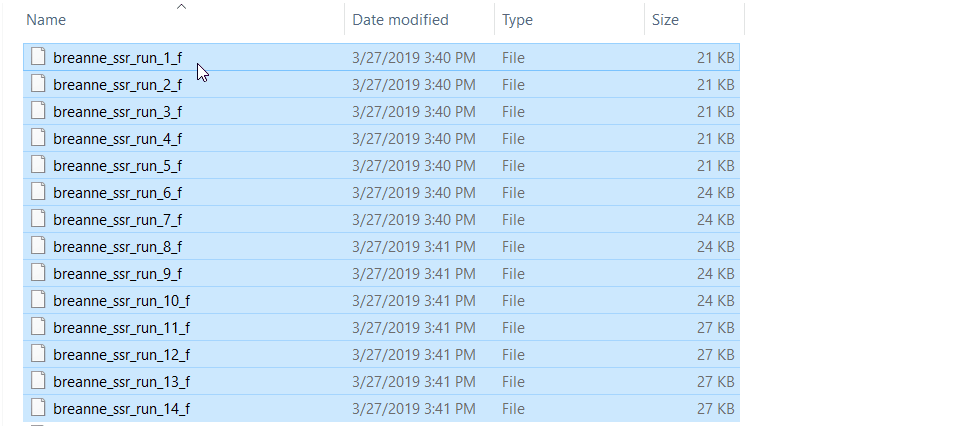 Name Date modified Type Size
breanne_ssr_run_1_f 3/27/2019 3:40 PM File 21 KB
breanne_ssr_run_2_f 3/27/2019 3:40 PM File 21 KB
breanne_ssr_run_3_f 3/27/2019 3:40 PM File 21 KB
breanne_ssr_run_4_f 3/27/2019 3:40 PM File 21 KB
breanne_ssr_run_5_f 3/27/2019 3:40 PM File 21 KB
breanne_ssr_run_6_f 3/27/2019 3:40 PM File 24 KB
breanne_ssr_run_7_f 3/27/2019 3:40 PM File 24 KB
breanne_ssr_run_8_f 3/27/2019 3:41 PM File 24 KB
breanne_ssr_run_9_f 3/27/2019 3:41 PM File 24 KB
breanne_ssr_run_10_f 3/27/2019 3:41 PM File 24 KB
breanne_ssr_run_11_f 3/27/2019 3:41 PM File 27 KB
breanne_ssr_run_12_f 3/27/2019 3:41 PM File 27 KB
breanne_ssr_run_13_f 3/27/2019 3:41 PM File 27 KB
breanne_ssr_run_14_f 3/27/2019 3:41 PM File 27 KB